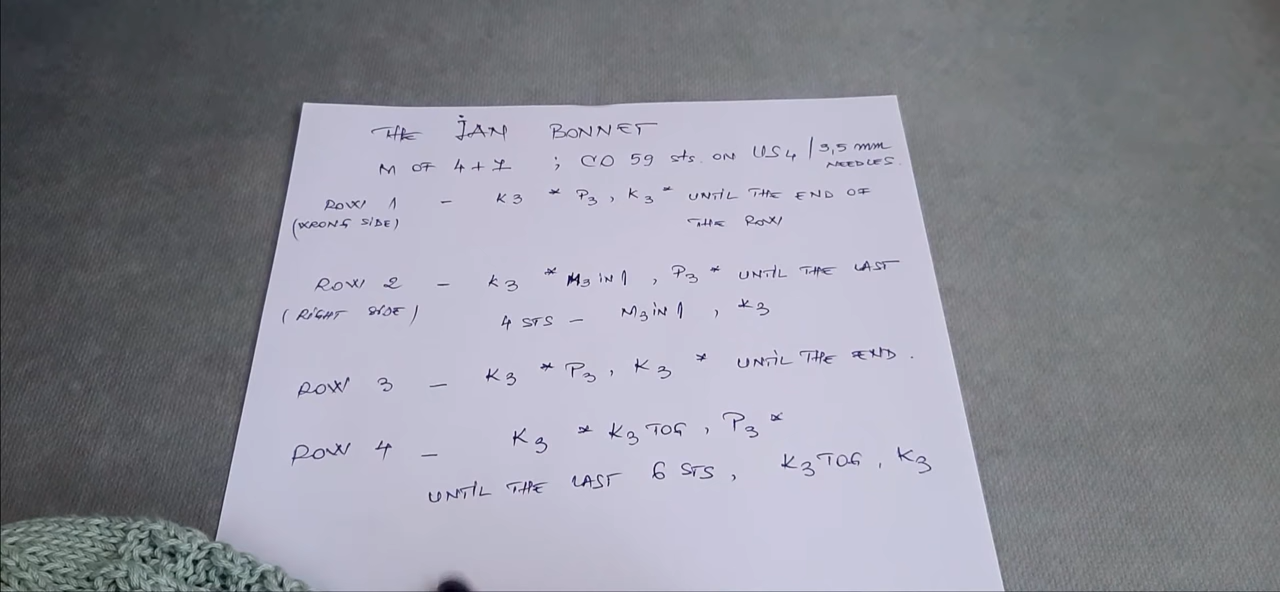 THE JAN BONNET
M OF 4+1 ; CO 59 sts. ON US4/3,5 mm NEEDLES.
ROW 1 (WRONG SIDE) – K3 * P3, K3 * UNTIL THE END OF THE ROW
ROW 2 (RIGHT SIDE) – K3 * M3 iN 1, P3 * UNTIL THE LAST
4 STS – M3 iN 1, K3
ROW 3 – K3 * P3, K3 * UNTIL THE END.
ROW 4 – K3 * K3 TOG, P3 *
UNTIL THE LAST 6 STS, K3 TOG, K3